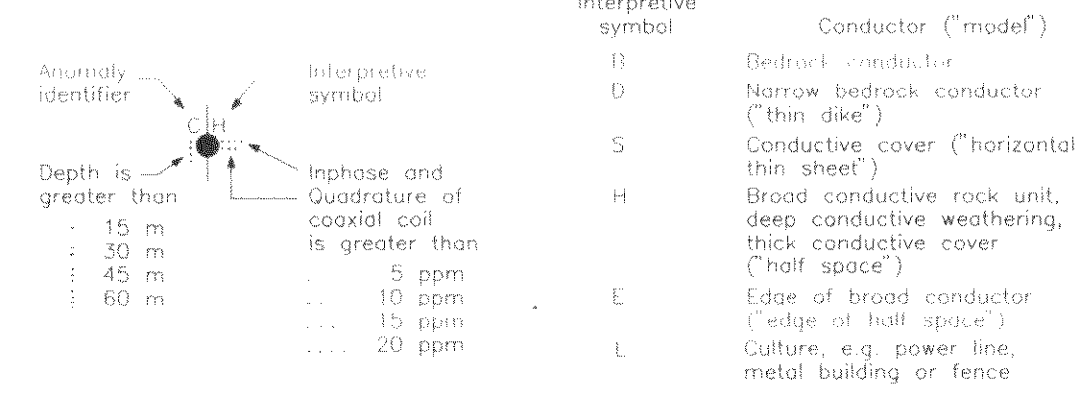 Anomaly
identifier
Interpretive
symbol
C H
Depth is
greater than
15 m
30 m
45 m
60 m
Inphase and
Quadrature of
coaxial coil
is greater than
. 5 ppm
.. 10 ppm
... 15 ppm
.... 20 ppm
Interpretive
symbol Conductor ("model")
B Bedrock conductor
D Narrow bedrock conductor
("thin dike")
S Conductive cover ("horizontal
thin sheet")
H Broad conductive rock unit,
deep conductive weathering,
thick conductive cover
("half space")
E Edge of broad conductor
("edge of half space")
L Culture, e.g. power line,
metal building or fence